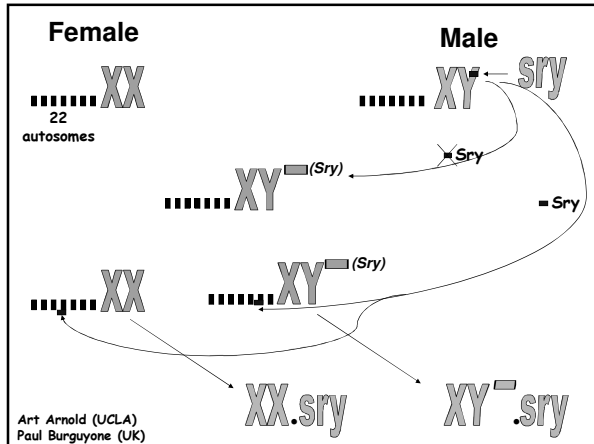 Female
Male
XX
XY
sry
22
autosomes
Sry
XY (Sry)
Sry
XX
XY (Sry)
XX.sry
XY .sry
Art Arnold (UCLA)
Paul Burguyone (UK)